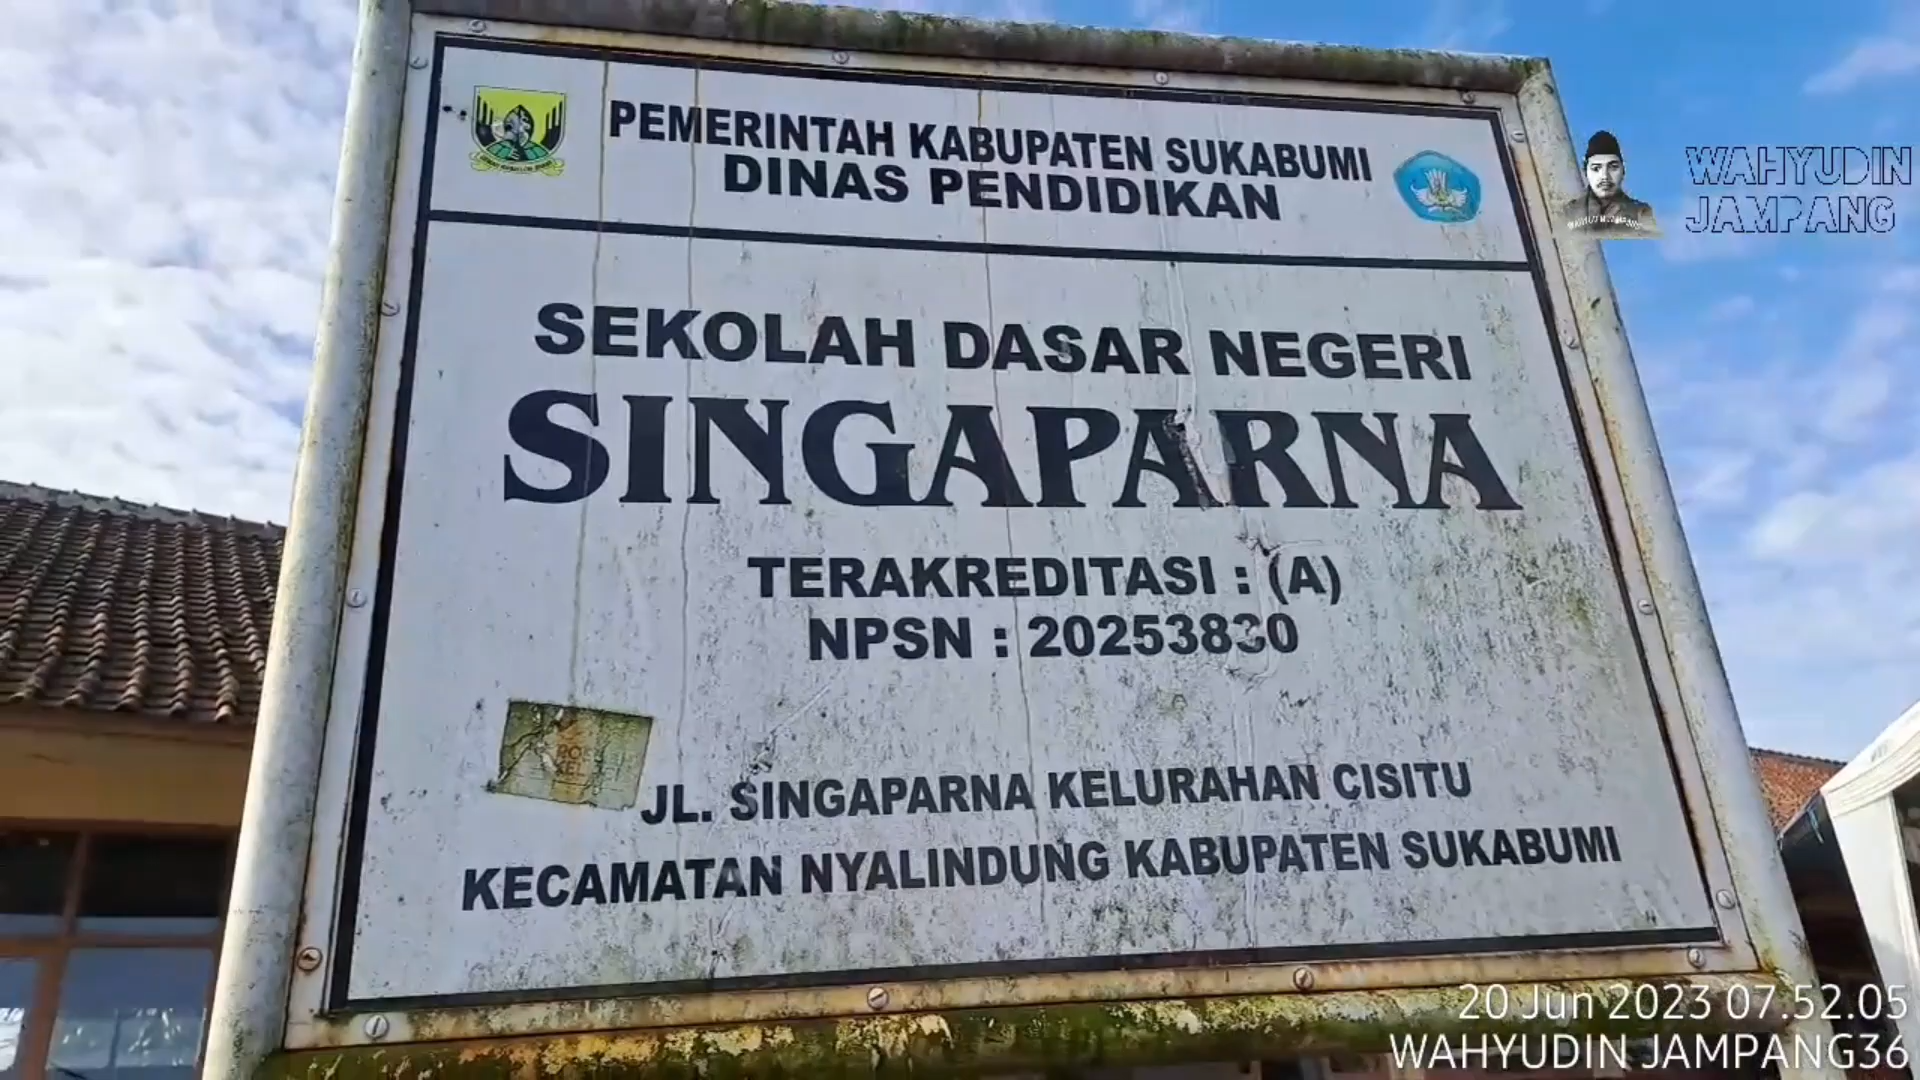 PEMERINTAH KABUPATEN SUKABUMI
DINAS PENDIDIKAN
WAHYUDIN
JAMPANG
SEKOLAH DASAR NEGERI
SINGAPARNA
TERAKREDITASI : (A)
NPSN : 20253830
JL. SINGAPARNA KELURAHAN CISITU
KECAMATAN NYALINDUNG KABUPATEN SUKABUMI
20 Jun 2023 07.52.05
WAHYUDIN JAMPANG36